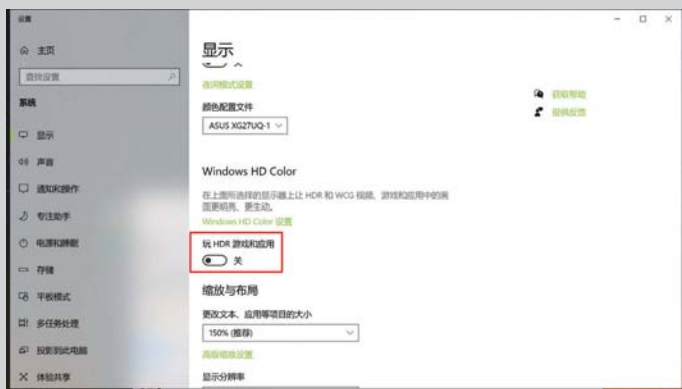 设置
主页
查找设置
系统
显示
声音
通知和操作
专注助手
电源和睡眠
存储
平板模式
多任务处理
投影到此电脑
体验共享
显示
夜间模式设置
颜色配置文件
ASUS XG27UQ-1
Windows HD Color
在上面所选择的显示器上让 HDR 和 WCG 视频、游戏和应用中的画
面更明亮、更生动。
Windows HD Color 设置
玩 HDR 游戏和应用
关
缩放与布局
更改文本、应用等项目的大小
150% (推荐)
高级缩放设置
显示分辨率
获取帮助
提供反馈